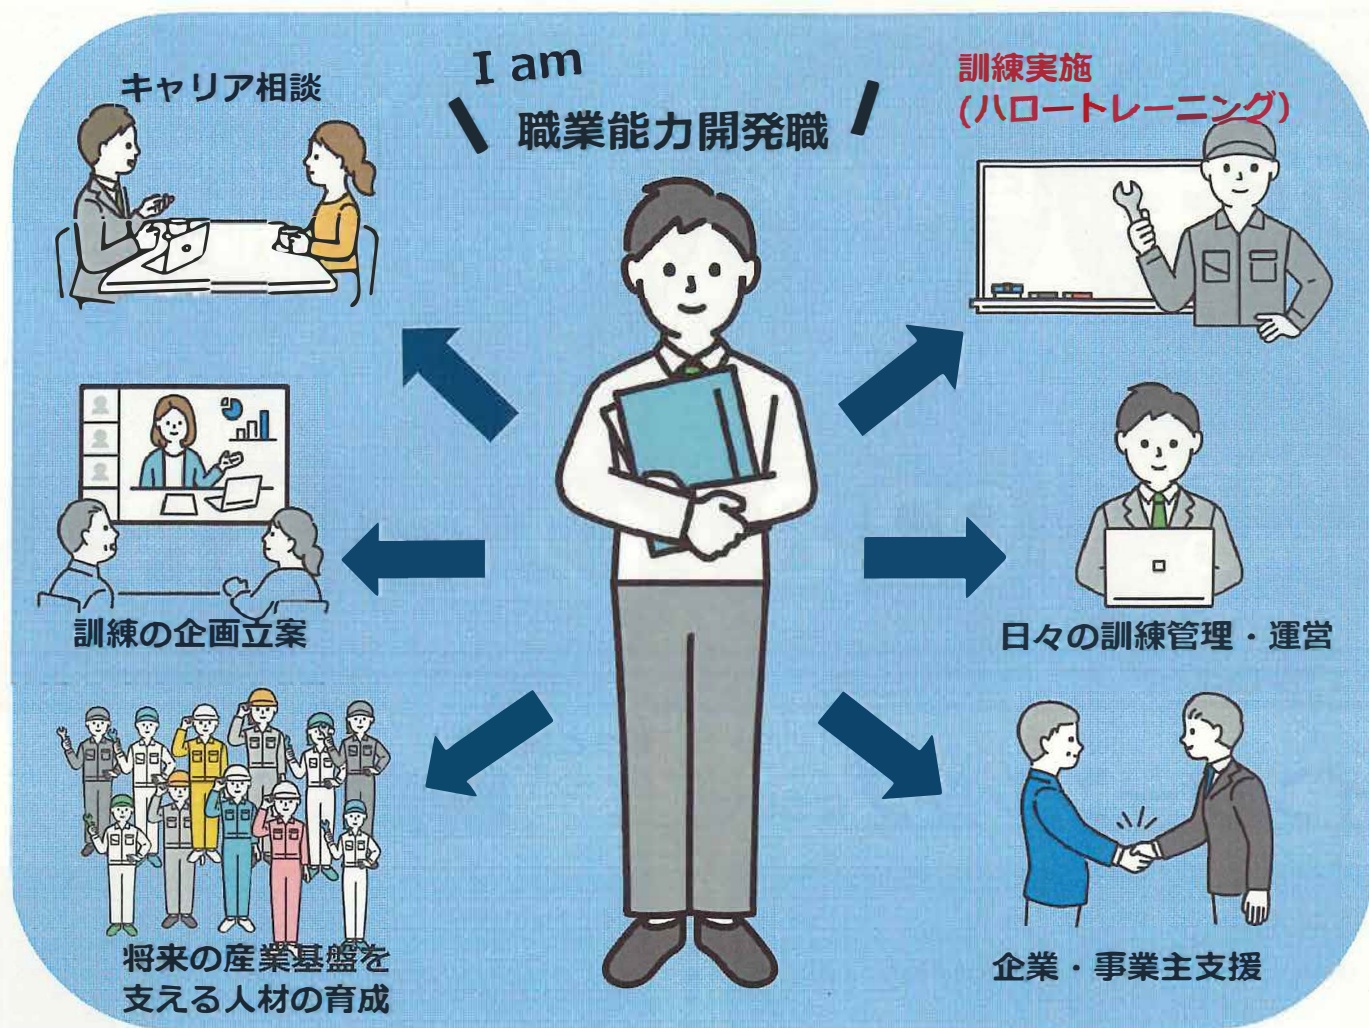 I am
職業能力開発職
キャリア相談
訓練実施
(ハロートレーニング)
訓練の企画立案
日々の訓練管理・運営
将来の産業基盤を
支える人材の育成
企業・事業主支援